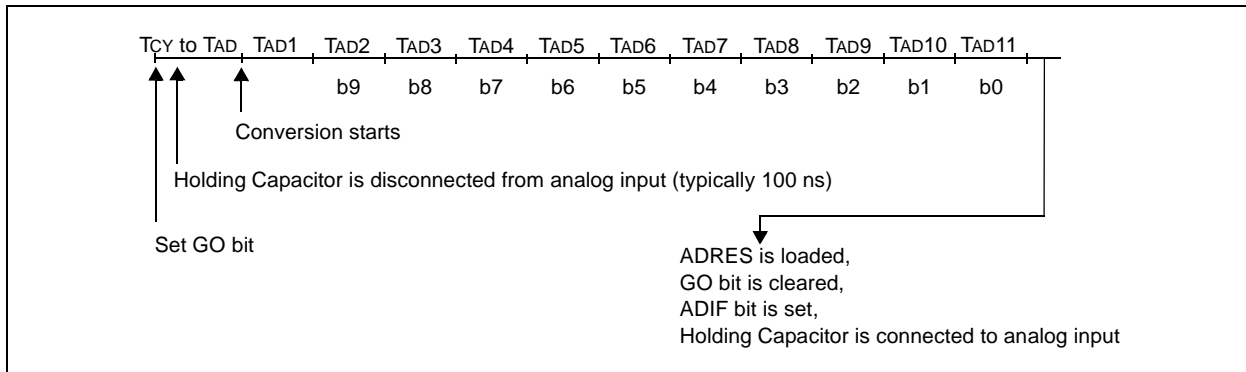 TCY to TAD TAD1 TAD2 TAD3 TAD4 TAD5 TAD6 TAD7 TAD8 TAD9 TAD10 TAD11
b9 b8 b7 b6 b5 b4 b3 b2 b1 b0
Conversion starts
Holding Capacitor is disconnected from analog input (typically 100 ns)
Set GO bit
ADRES is loaded,
GO bit is cleared,
ADIF bit is set,
Holding Capacitor is connected to analog input